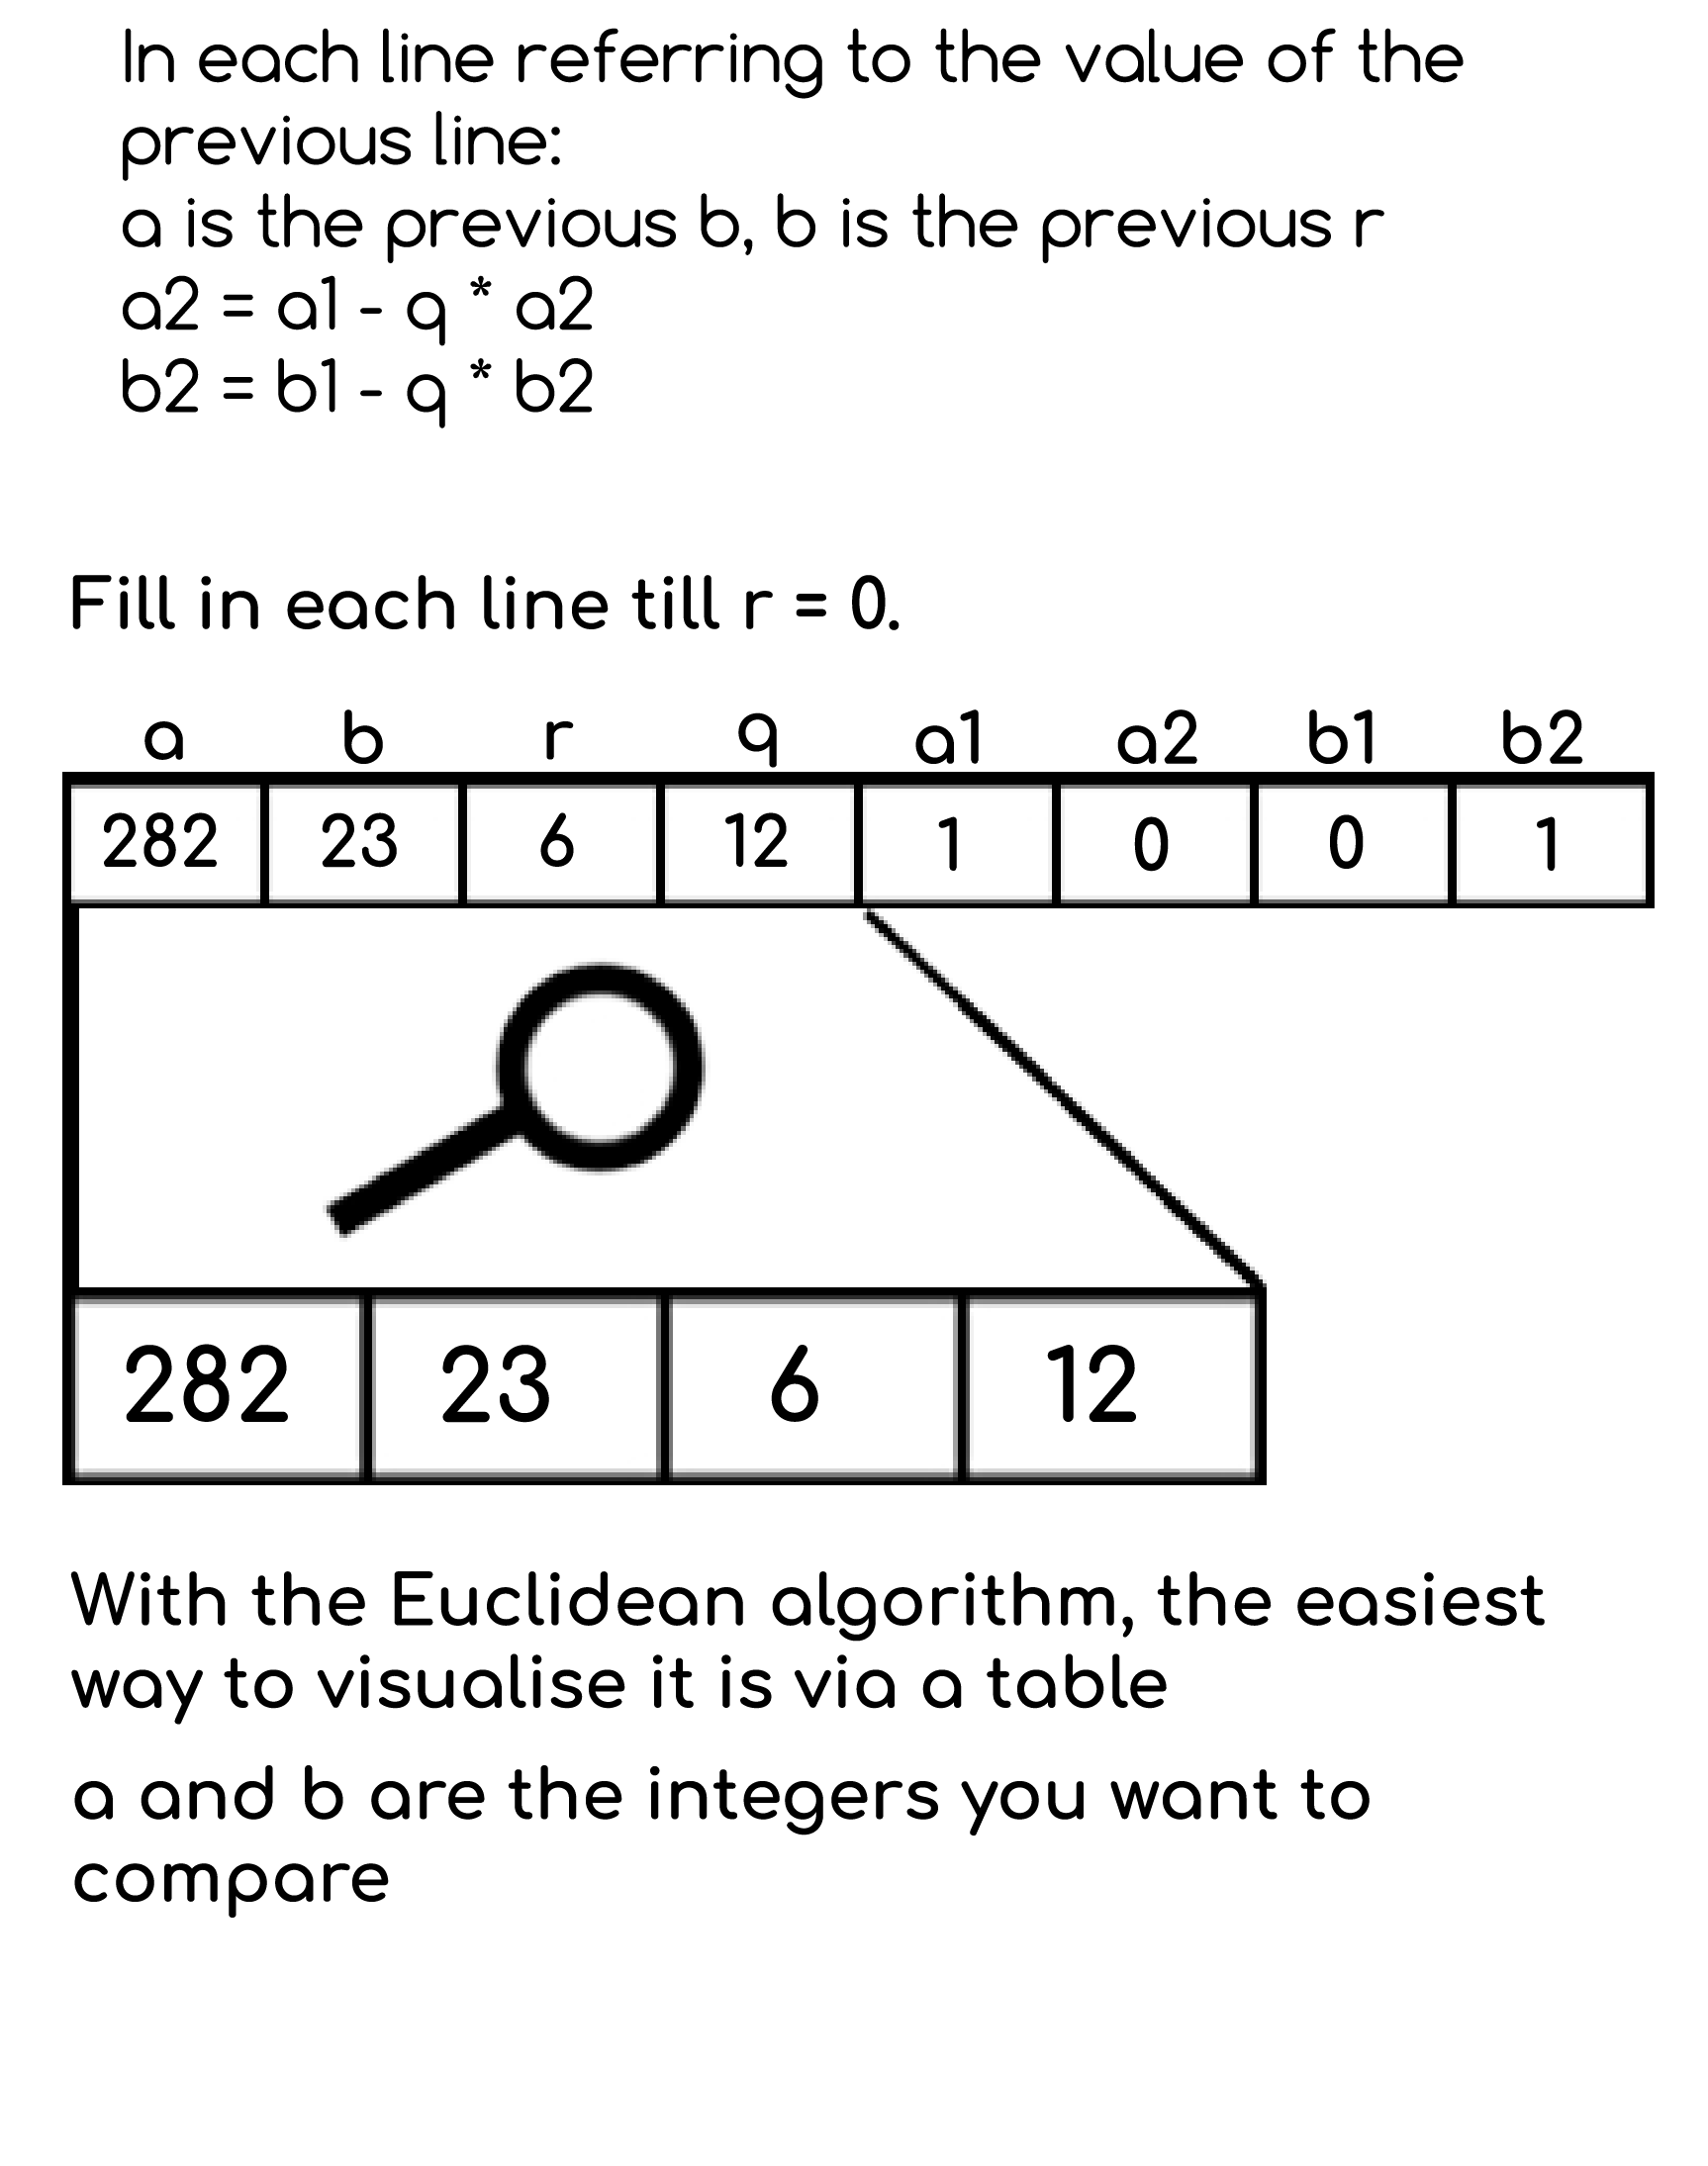 In each line referring to the value of the
previous line:
a is the previous b, b is the previous r
a2 = a1 - q * a2
b2 = b1 - q * b2
Fill in each line till r = 0.
a b r q a1 a2 b1 b2
282 23 6 12 1 0 0 1
282 23 6 12
With the Euclidean algorithm, the easiest
way to visualise it is via a table
a and b are the integers you want to
compare